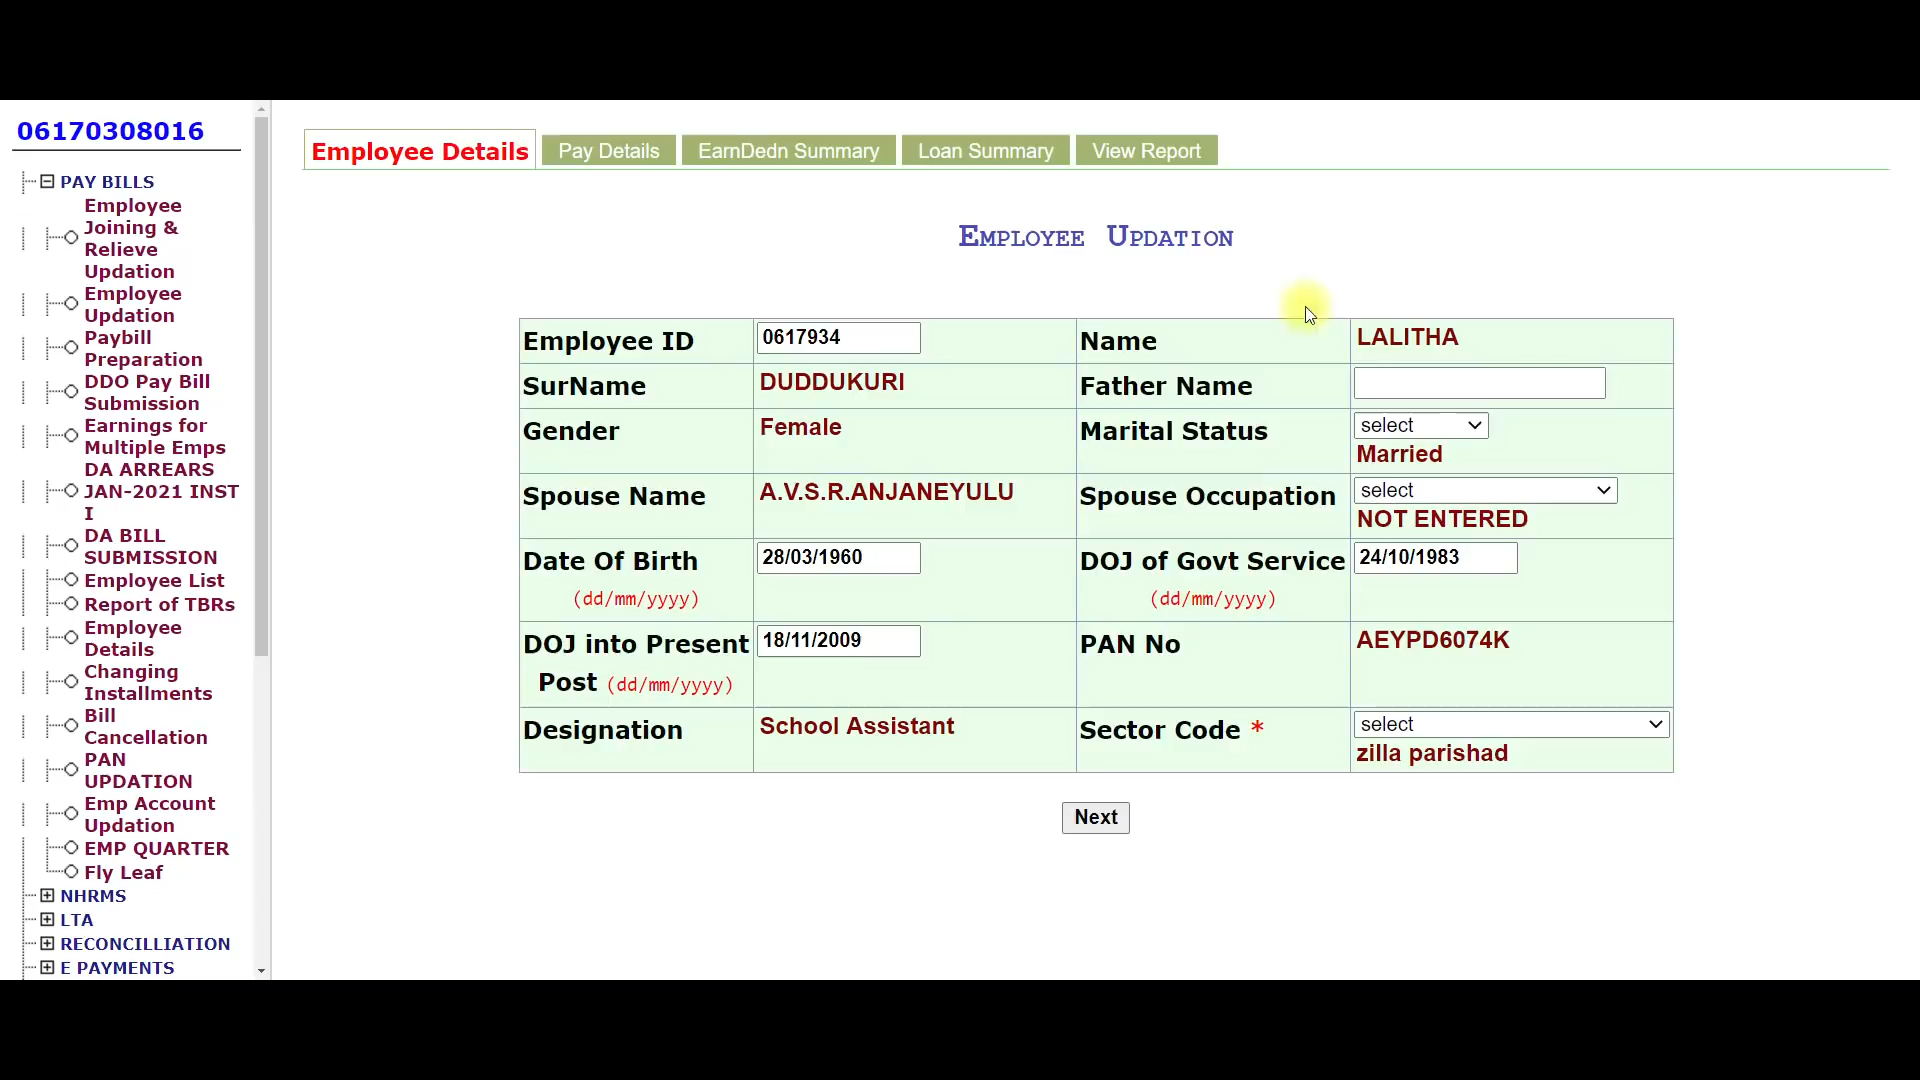 06170308016
PAY BILLS
Employee
Joining &
Relieve
Updation
Employee
Updation
Paybill
Preparation
DDO Pay Bill
Submission
Earnings for
Multiple Emps
DA ARREARS
JAN-2021 INST
I
DA BILL
SUBMISSION
Employee List
Report of TBRs
Employee
Details
Changing
Installments
Bill
Cancellation
PAN
UPDATION
Emp Account
Updation
EMP QUARTER
Fly Leaf
NHRMS
LTA
RECONCILLIATION
E PAYMENTS
Employee Details Pay Details EarnDedn Summary Loan Summary View Report
Employee Updation
Employee ID 0617934 Name LALITHA
SurName DUDDUKURI Father Name
Gender Female Marital Status select
Married
Spouse Name A.V.S.R.ANJANEYULU Spouse Occupation select
NOT ENTERED
Date Of Birth 28/03/1960 DOJ of Govt Service 24/10/1983
(dd/mm/yyyy) (dd/mm/yyyy)
DOJ into Present 18/11/2009 PAN No AEYPD6074K
Post (dd/mm/yyyy)
Designation School Assistant Sector Code * select
zilla parishad
Next